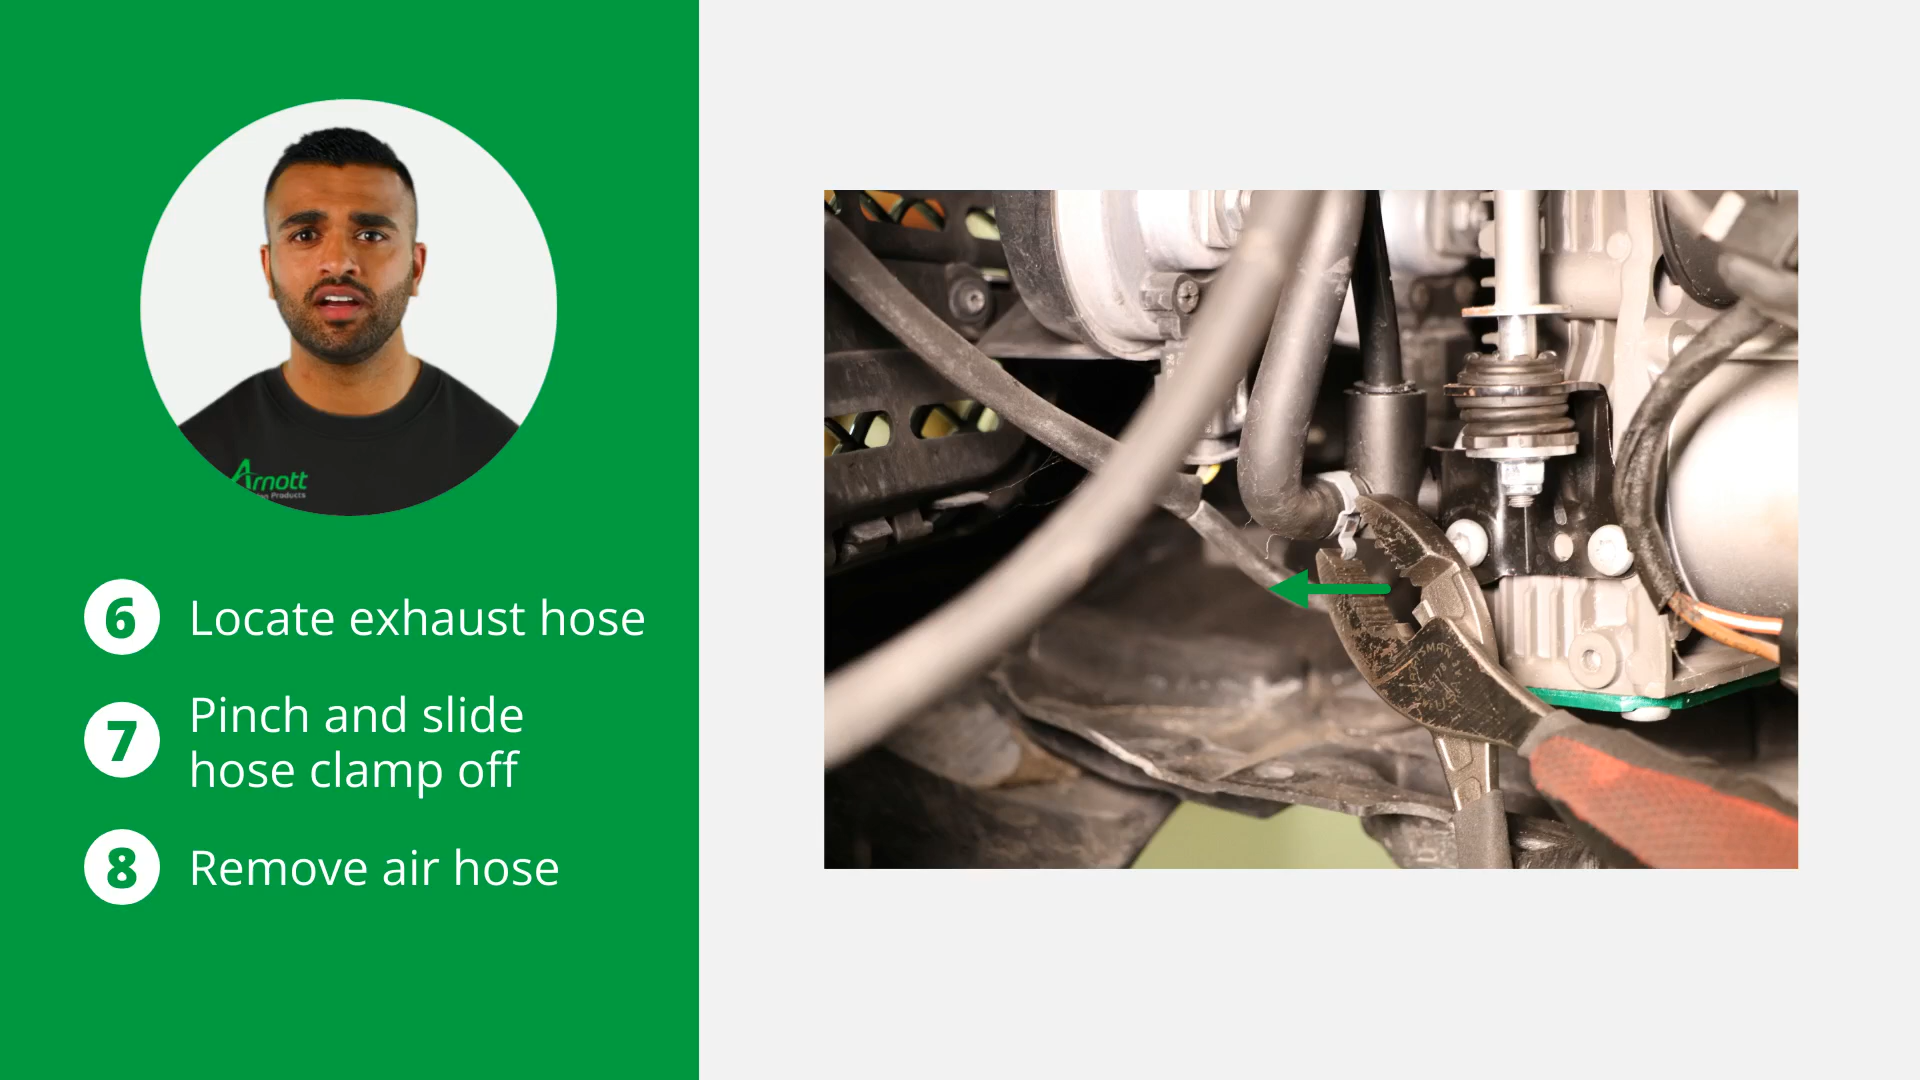 Arnott
6
Locate exhaust hose
7
Pinch and slide
hose clamp off
8
Remove air hose